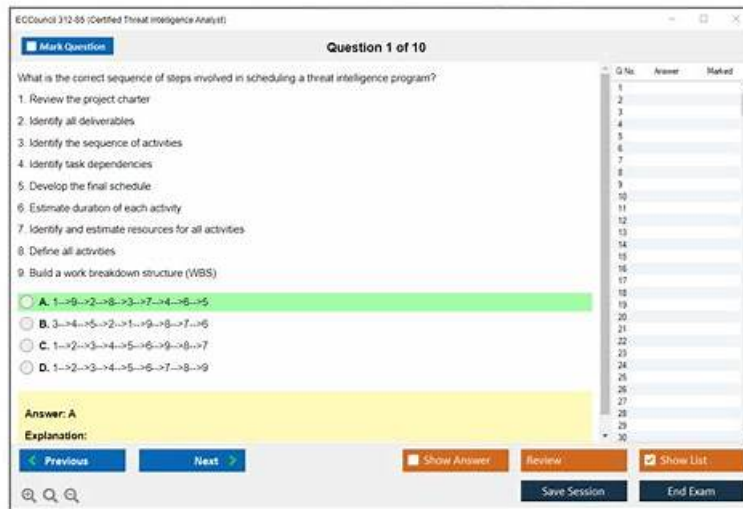 ECCouncil 312-85 (Certified Threat Intelligence Analyst)
Mark Question
Question 1 of 10
What is the correct sequence of steps involved in scheduling a threat intelligence program?
1. Review the project charter
2. Identify all deliverables
3. Identify the sequence of activities
4. Identify task dependencies
5. Develop the final schedule
6. Estimate duration of each activity
7. Identify and estimate resources for all activities
8. Define all activities
9. Build a work breakdown structure (WBS)
A. 1-->9-->2-->8-->3-->7-->4-->6-->5
B. 3-->4-->5-->2-->1-->9-->8-->7-->6
C. 1-->2-->3-->4-->5-->6-->9-->8-->7
D. 1-->2-->3-->4-->5-->6-->7-->8-->9
Answer: A
Explanation:
Q No. Answer Marked
1
2
3
4
5
6
7
8
9
10
11
12
13
14
15
16
17
18
19
20
21
22
23
24
25
26
27
28
29
30
Previous
Next
Show Answer
Review
Show List
Save Session
End Exam